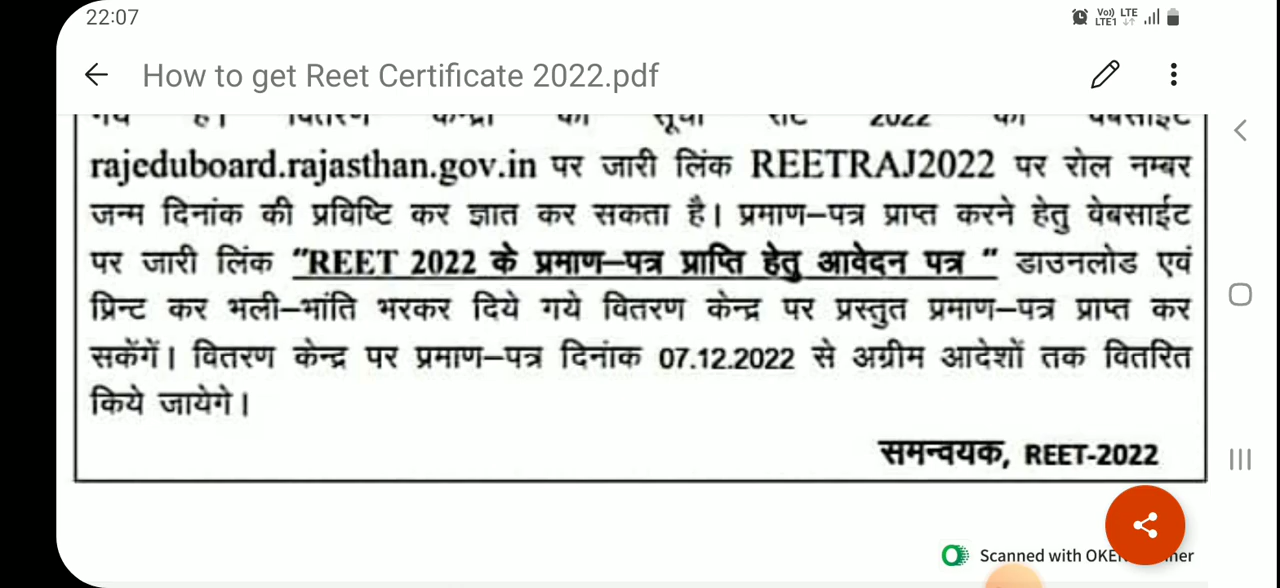 22:07
Vo)) LTE
LTE1
How to get Reet Certificate 2022.pdf
rajeduboard.rajasthan.gov.in पर जारी लिंक REETRAJ2022 पर रोल नम्बर
जन्म दिनांक की प्रविष्टि कर ज्ञात कर सकता है। प्रमाण–पत्र प्राप्त करने हेतु वेबसाईट
पर जारी लिंक "REET 2022 के प्रमाण–पत्र प्राप्ति हेतु आवेदन पत्र " डाउनलोड एवं
प्रिन्ट कर भली–भांति भरकर दिये गये वितरण केन्द्र पर प्रस्तुत प्रमाण–पत्र प्राप्त कर
सकेंगें। वितरण केन्द्र पर प्रमाण–पत्र दिनांक 07.12.2022 से अग्रीम आदेशों तक वितरित
किये जायेगे।
समन्वयक, REET-2022
Scanned with